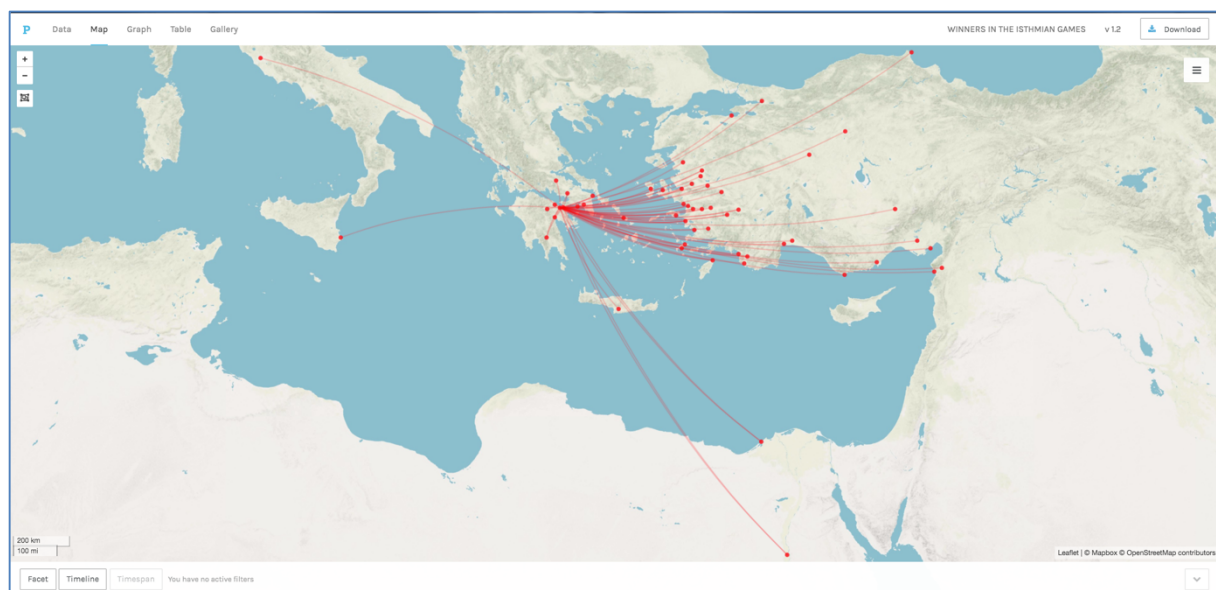 P Data Map Graph Table Gallery WINNERS IN THE ISTHMIAN GAMES v 1.2 Download
+
−
200 km
100 mi
Leaflet | © Mapbox © OpenStreetMap contributors
Facet Timeline Timespan You have no active filters